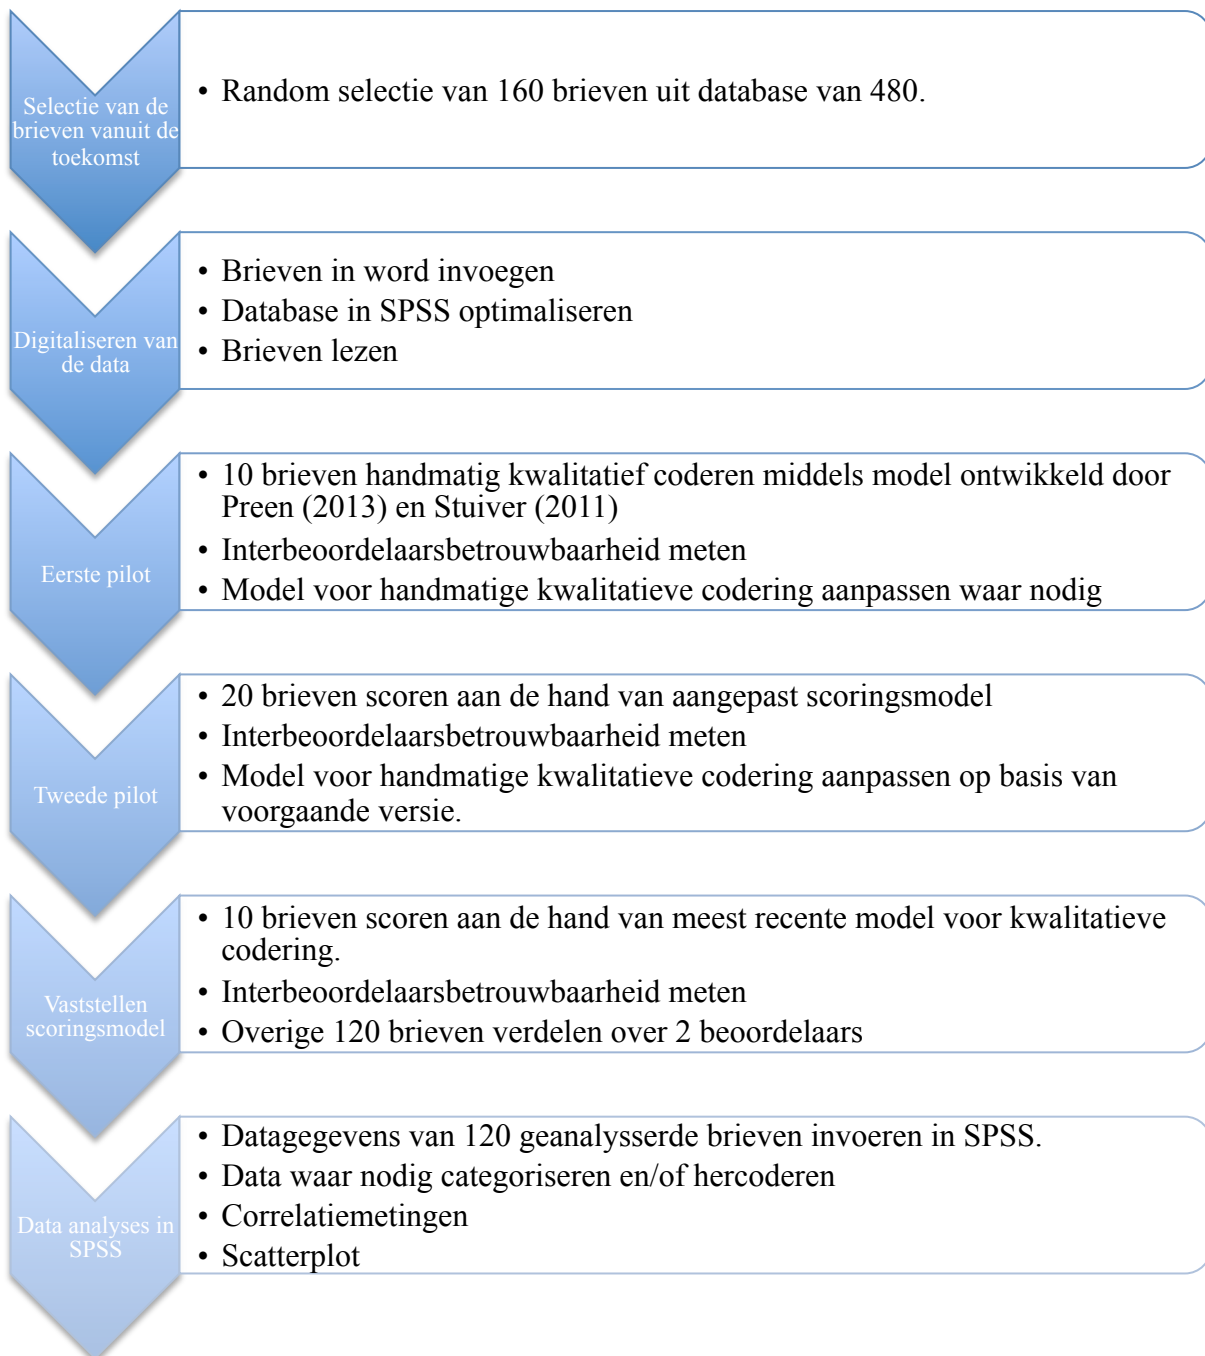 Selectie van de
brieven vanuit de
toekomst
• Random selectie van 160 brieven uit database van 480.
Digitaliseren van
de data
• Brieven in word invoegen
• Database in SPSS optimaliseren
• Brieven lezen
Eerste pilot
• 10 brieven handmatig kwalitatief coderen middels model ontwikkeld door
Preen (2013) en Stuiver (2011)
• Interbeoordelaarsbetrouwbaarheid meten
• Model voor handmatige kwalitatieve codering aanpassen waar nodig
Tweede pilot
• 20 brieven scoren aan de hand van aangepast scoringsmodel
• Interbeoordelaarsbetrouwbaarheid meten
• Model voor handmatige kwalitatieve codering aanpassen op basis van
voorgaande versie.
Vaststellen
scoringsmodel
• 10 brieven scoren aan de hand van meest recente model voor kwalitatieve
codering.
• Interbeoordelaarsbetrouwbaarheid meten
• Overige 120 brieven verdelen over 2 beoordelaars
Data analyses in
SPSS
• Datagegevens van 120 geanalysserde brieven invoeren in SPSS.
• Data waar nodig categoriseren en/of hercoderen
• Correlatiemetingen
• Scatterplot